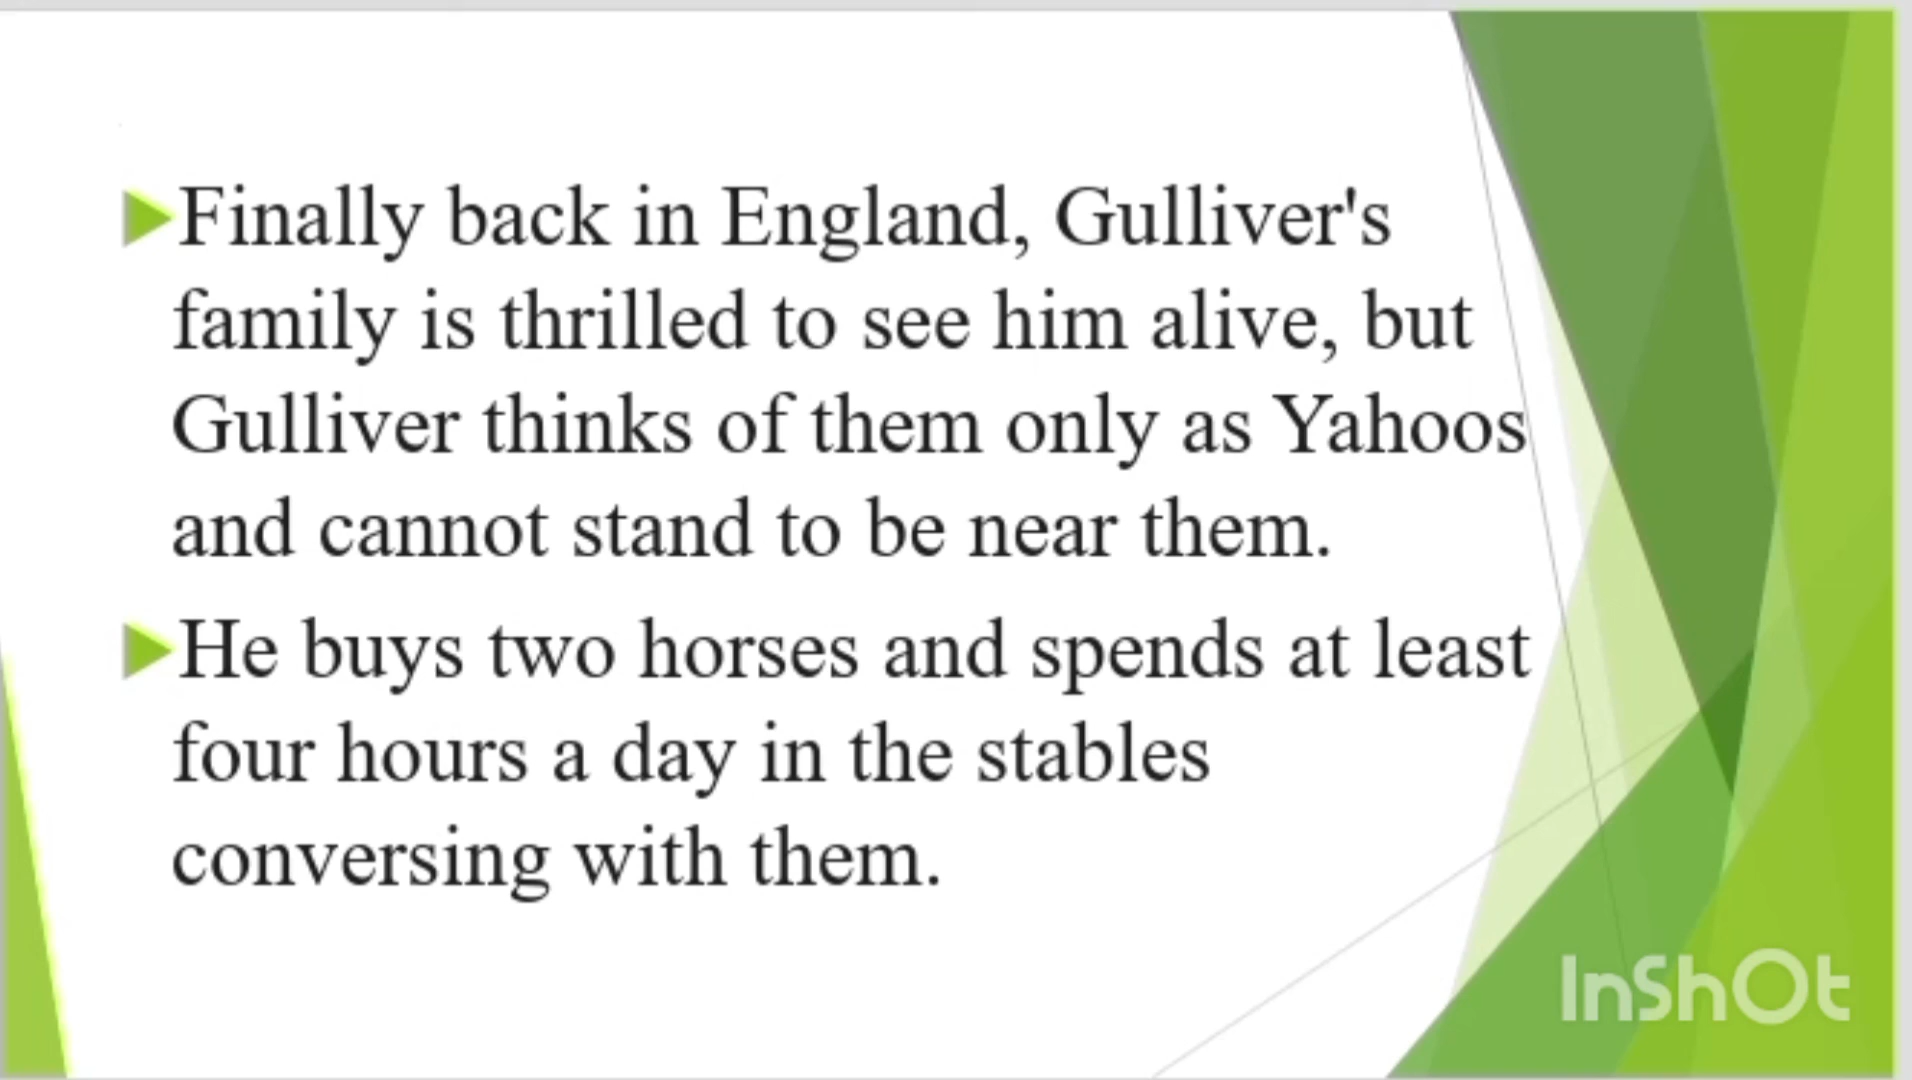 Finally back in England, Gulliver's
family is thrilled to see him alive, but
Gulliver thinks of them only as Yahoos
and cannot stand to be near them.
He buys two horses and spends at least
four hours a day in the stables
conversing with them.
InShOt